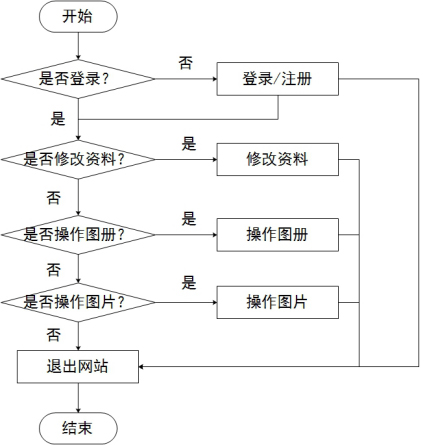 开始
是否登录？
否
登录/注册
是
是否修改资料？
是
修改资料
否
是否操作图册？
是
操作图册
否
是否操作图片？
是
操作图片
否
退出网站
结束